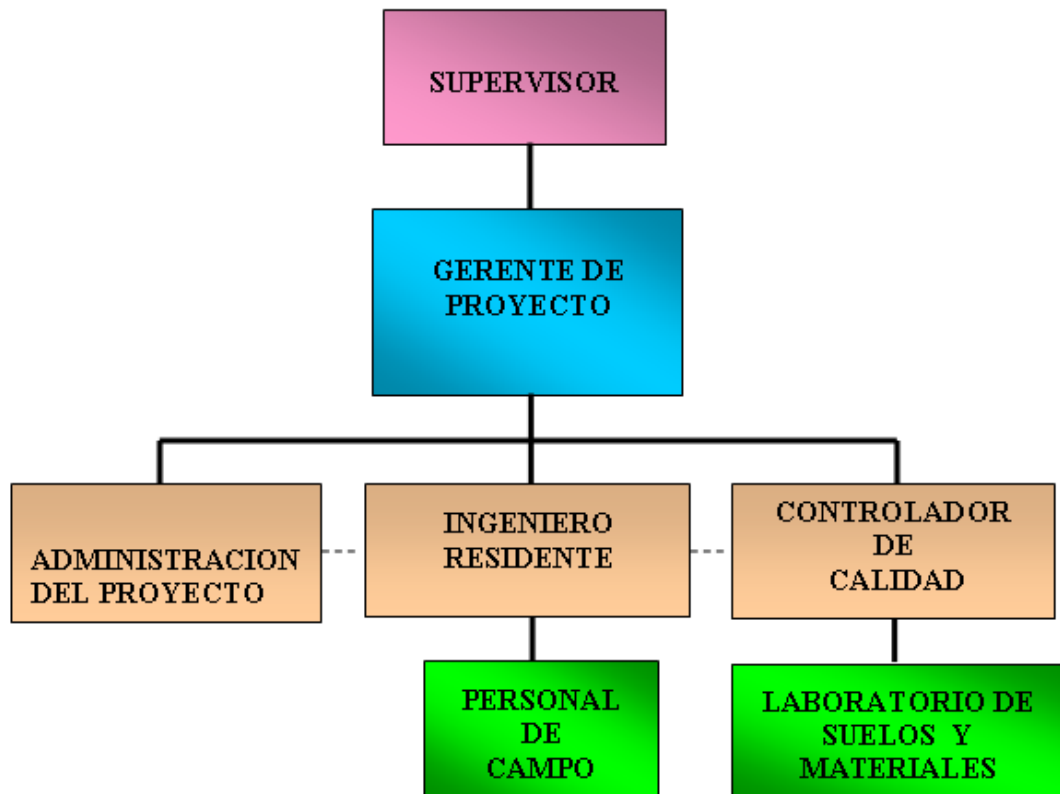 SUPERVISOR
GERENTE DE
PROYECTO
ADMINISTRACION
DEL PROYECTO
INGENIERO
RESIDENTE
CONTROLADOR
DE
CALIDAD
PERSONAL
DE
CAMPO
LABORATORIO DE
SUELOS Y
MATERIALES